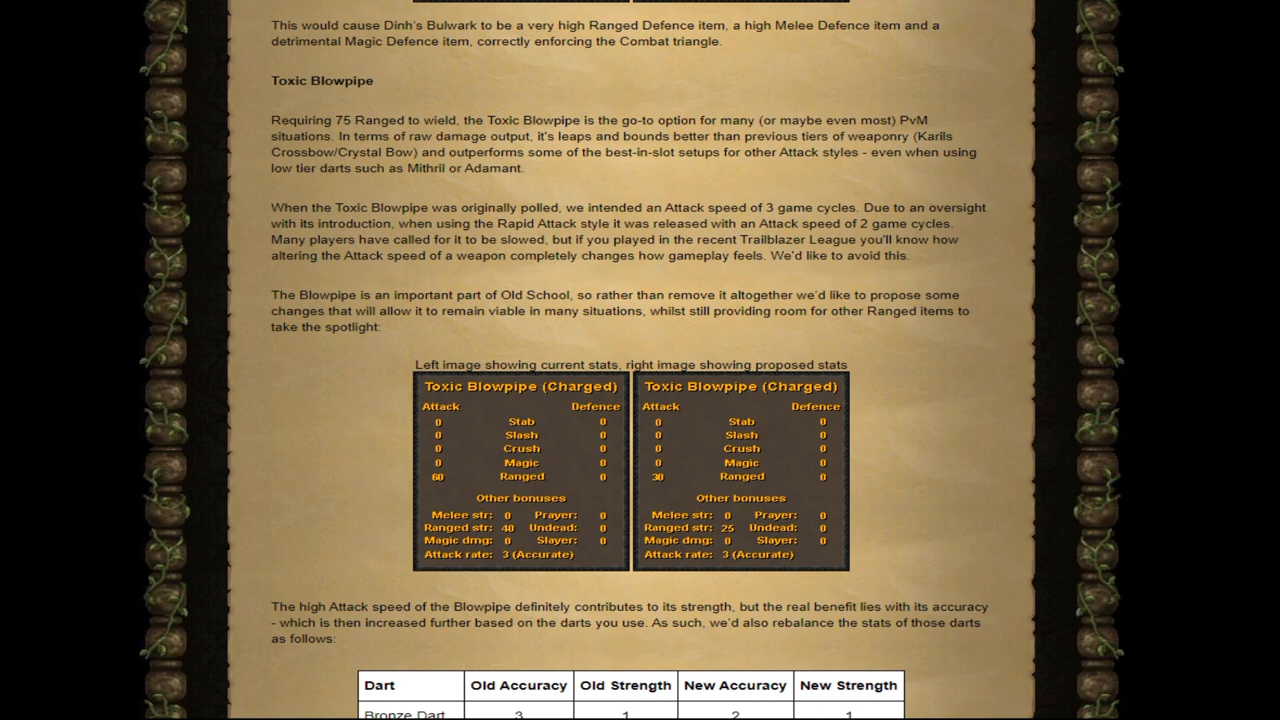 This would cause Dinh's Bulwark to be a very high Ranged Defence item, a high Melee Defence item and a
detrimental Magic Defence item, correctly enforcing the Combat triangle.
Toxic Blowpipe
Requiring 75 Ranged to wield, the Toxic Blowpipe is the go-to option for many (or maybe even most) PvM
situations. In terms of raw damage output, it's leaps and bounds better than previous tiers of weaponry (Karils
Crossbow/Crystal Bow) and outperforms some of the best-in-slot setups for other Attack styles - even when using
low tier darts such as Mithril or Adamant.
When the Toxic Blowpipe was originally polled, we intended an Attack speed of 3 game cycles. Due to an oversight
with its introduction, when using the Rapid Attack style it was released with an Attack speed of 2 game cycles.
Many players have called for it to be slowed, but if you played in the recent Trailblazer League you'll know how
altering the Attack speed of a weapon completely changes how gameplay feels. We'd like to avoid this.
The Blowpipe is an important part of Old School, so rather than remove it altogether we'd like to propose some
changes that will allow it to remain viable in many situations, whilst still providing room for other Ranged items to
take the spotlight:
Left image showing current stats, right image showing proposed stats
Toxic Blowpipe (Charged)
Attack Defence
0 Stab 0
0 Slash 0
0 Crush 0
0 Magic 0
60 Ranged 0
Other bonuses
Melee str: 0 Prayer: 0
Ranged str: 40 Undead: 0
Magic dmg: 0 Slayer: 0
Attack rate: 3 (Accurate)
Toxic Blowpipe (Charged)
Attack Defence
0 Stab 0
0 Slash 0
0 Crush 0
0 Magic 0
30 Ranged 0
Other bonuses
Melee str: 0 Prayer: 0
Ranged str: 25 Undead: 0
Magic dmg: 0 Slayer: 0
Attack rate: 3 (Accurate)
The high Attack speed of the Blowpipe definitely contributes to its strength, but the real benefit lies with its accuracy
- which is then increased further based on the darts you use. As such, we'd also rebalance the stats of those darts
as follows:
Dart Old Accuracy Old Strength New Accuracy New Strength
Bronze Dart 3 1 2 1